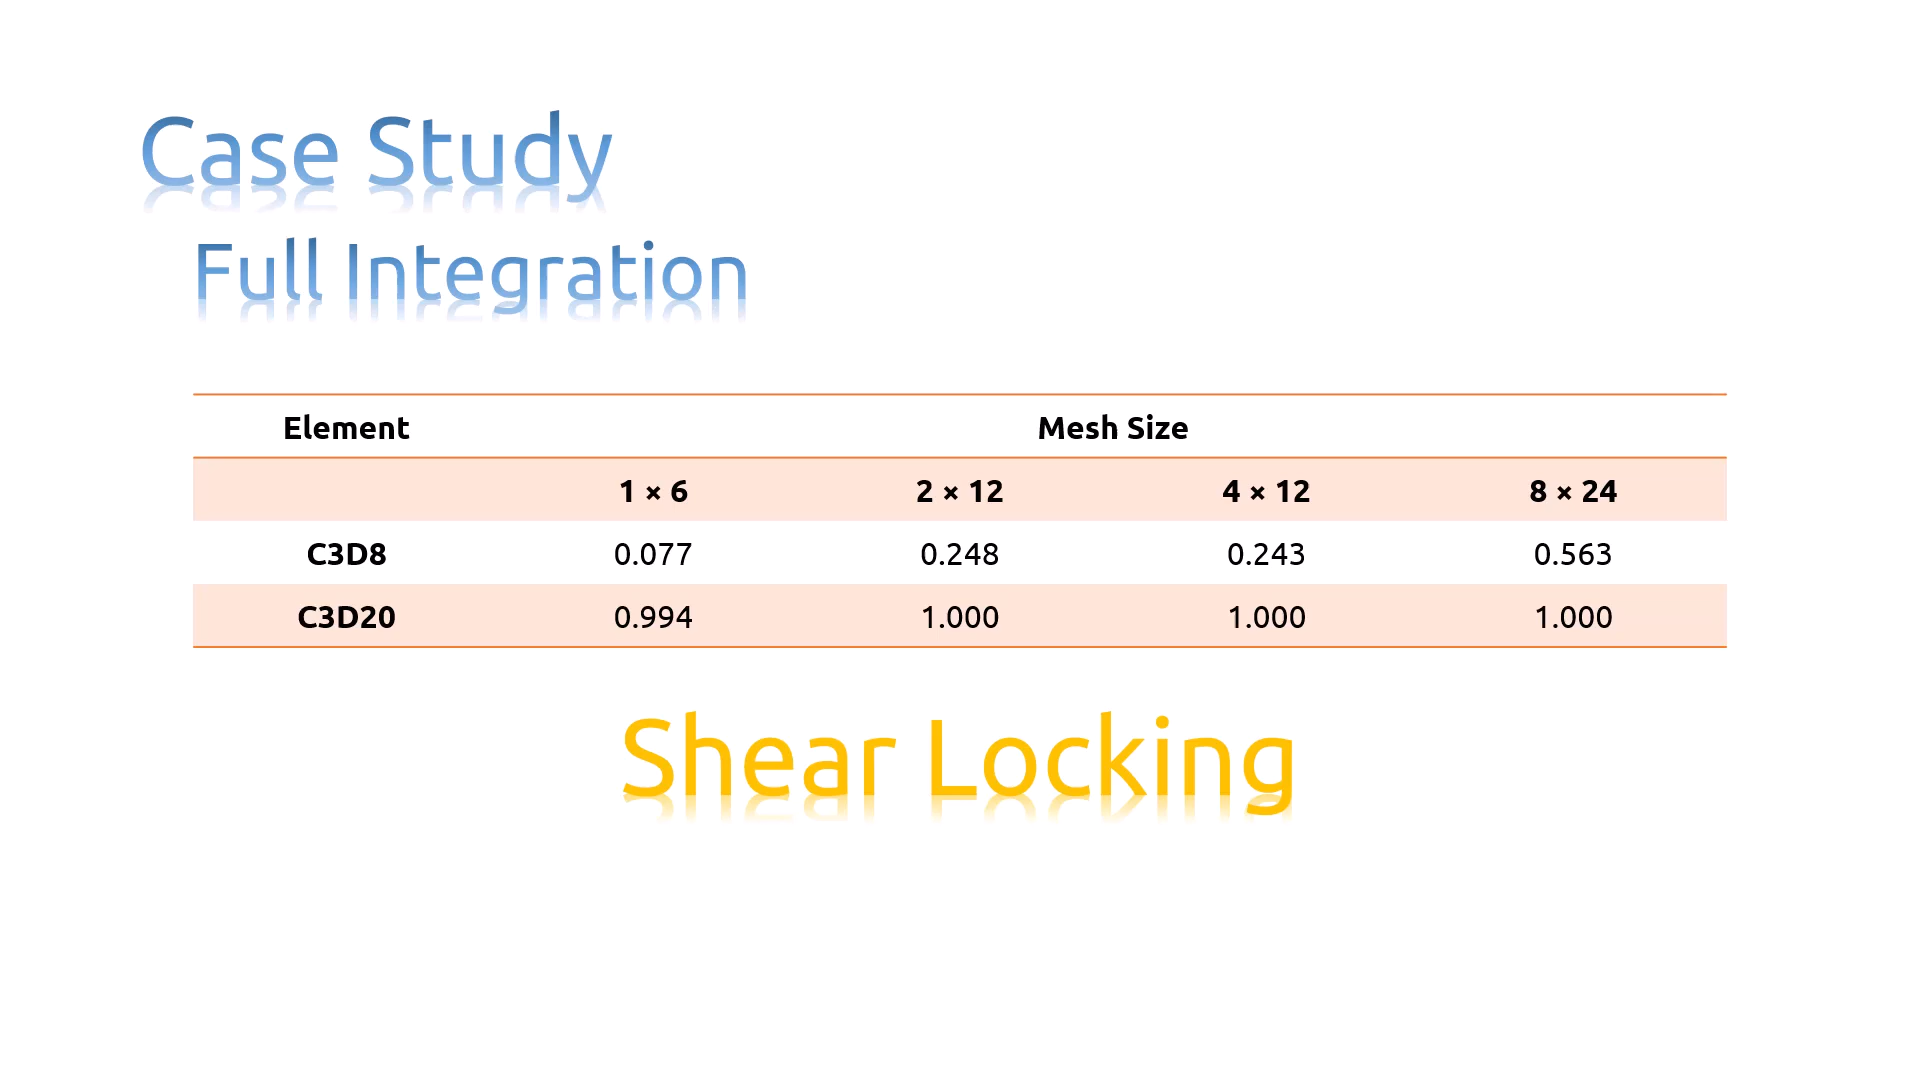 Case Study
Full Integration
Element Mesh Size
1 × 6 2 × 12 4 × 12 8 × 24
C3D8 0.077 0.248 0.243 0.563
C3D20 0.994 1.000 1.000 1.000
Shear Locking